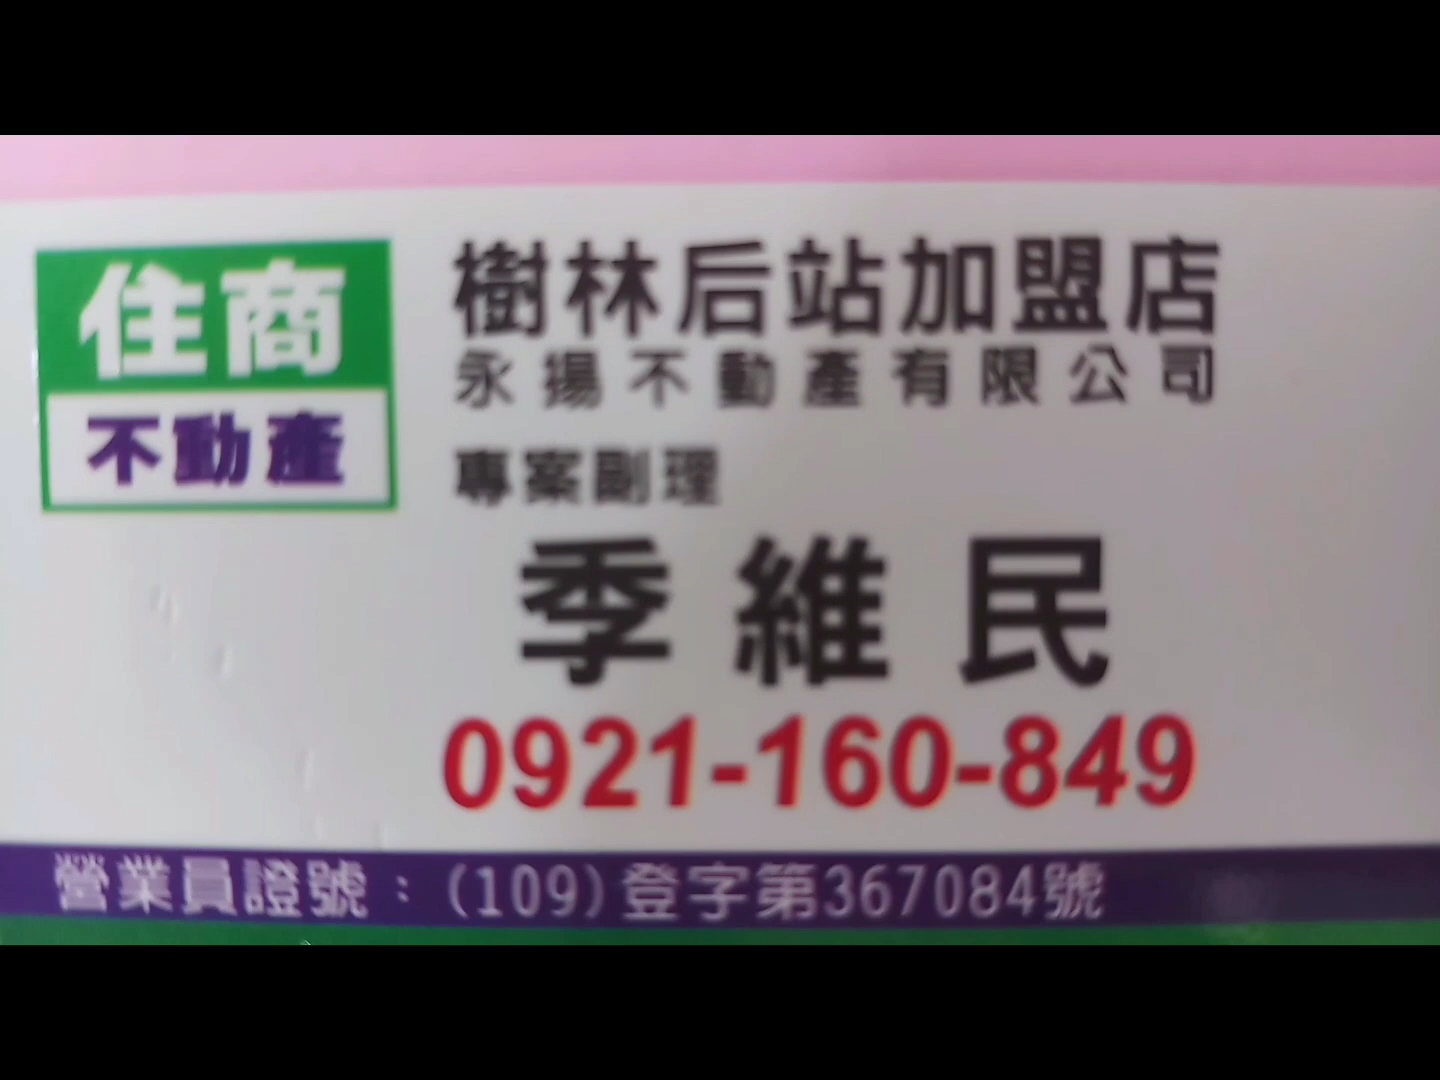 住商
不動產
樹林后站加盟店
永揚不動產有限公司
專案副理
季維民
0921-160-849
營業員證號：(109)登字第367084號